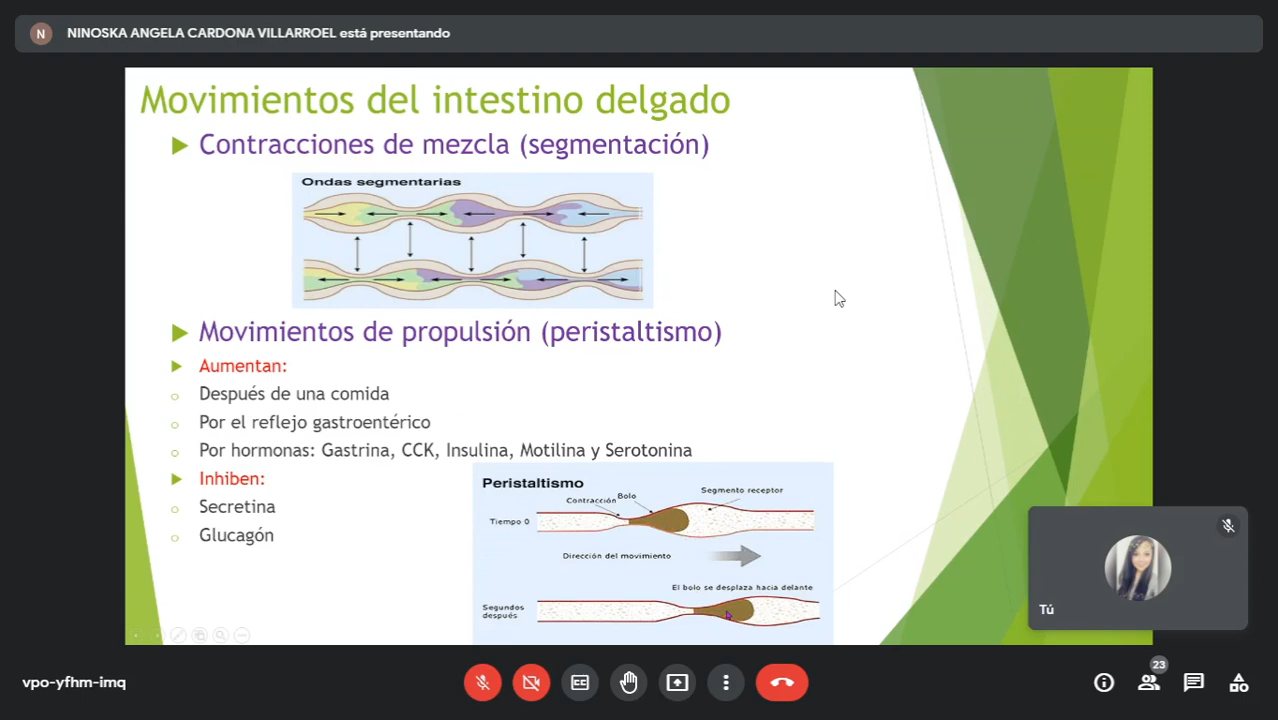 N NINOSKA ANGELA CARDONA VILLARROEL está presentando
Movimientos del intestino delgado
Contracciones de mezcla (segmentación)
Ondas segmentarias
Movimientos de propulsión (peristaltismo)
Aumentan:
Después de una comida
Por el reflejo gastroentérico
Por hormonas: Gastrina, CCK, Insulina, Motilina y Serotonina
Inhiben:
Secretina
Glucagón
Peristaltismo
Contracción Bolo Segmento receptor
Tiempo 0
Dirección del movimiento
El bolo se desplaza hacia delante
Segundos
después
Tú
vpo-yfhm-imq
CC
23